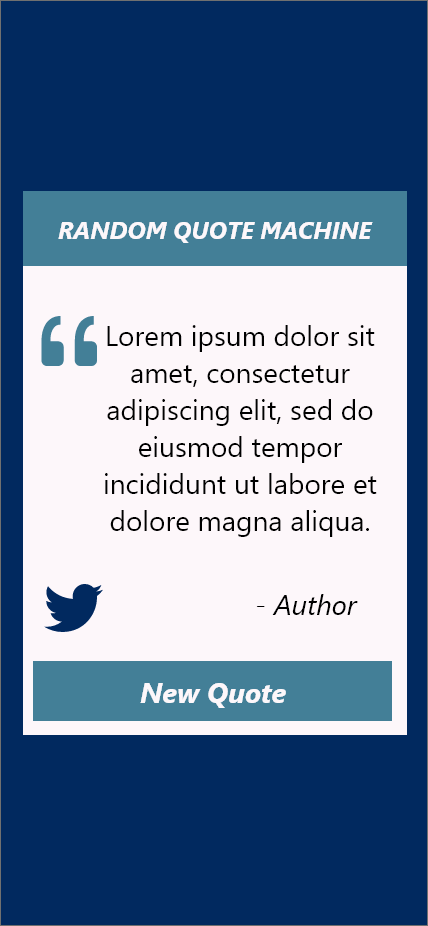 RANDOM QUOTE MACHINE
Lorem ipsum dolor sit
amet, consectetur
adipiscing elit, sed do
eiusmod tempor
incididunt ut labore et
dolore magna aliqua.
- Author
New Quote